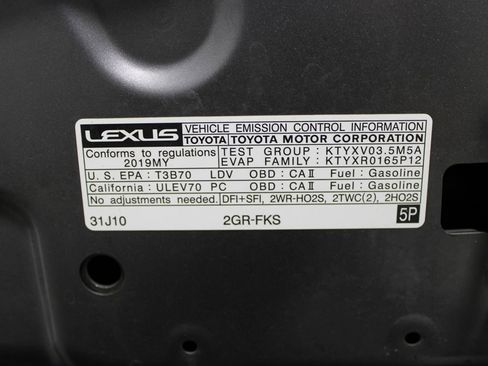 LEXUS VEHICLE EMISSION CONTROL INFORMATION
TOYOTA TOYOTA MOTOR CORPORATION
Conforms to regulations TEST GROUP : KTYXV03.5M5A
2019MY EVAP FAMILY : KTYXR0165P12
U. S. EPA : T3B70 LDV OBD : CAⅡ Fuel : Gasoline
California : ULEV70 PC OBD : CAⅡ Fuel : Gasoline
No adjustments needed. DFI+SFI, 2WR-HO2S, 2TWC(2), 2HO2S
31J10 2GR-FKS 5P